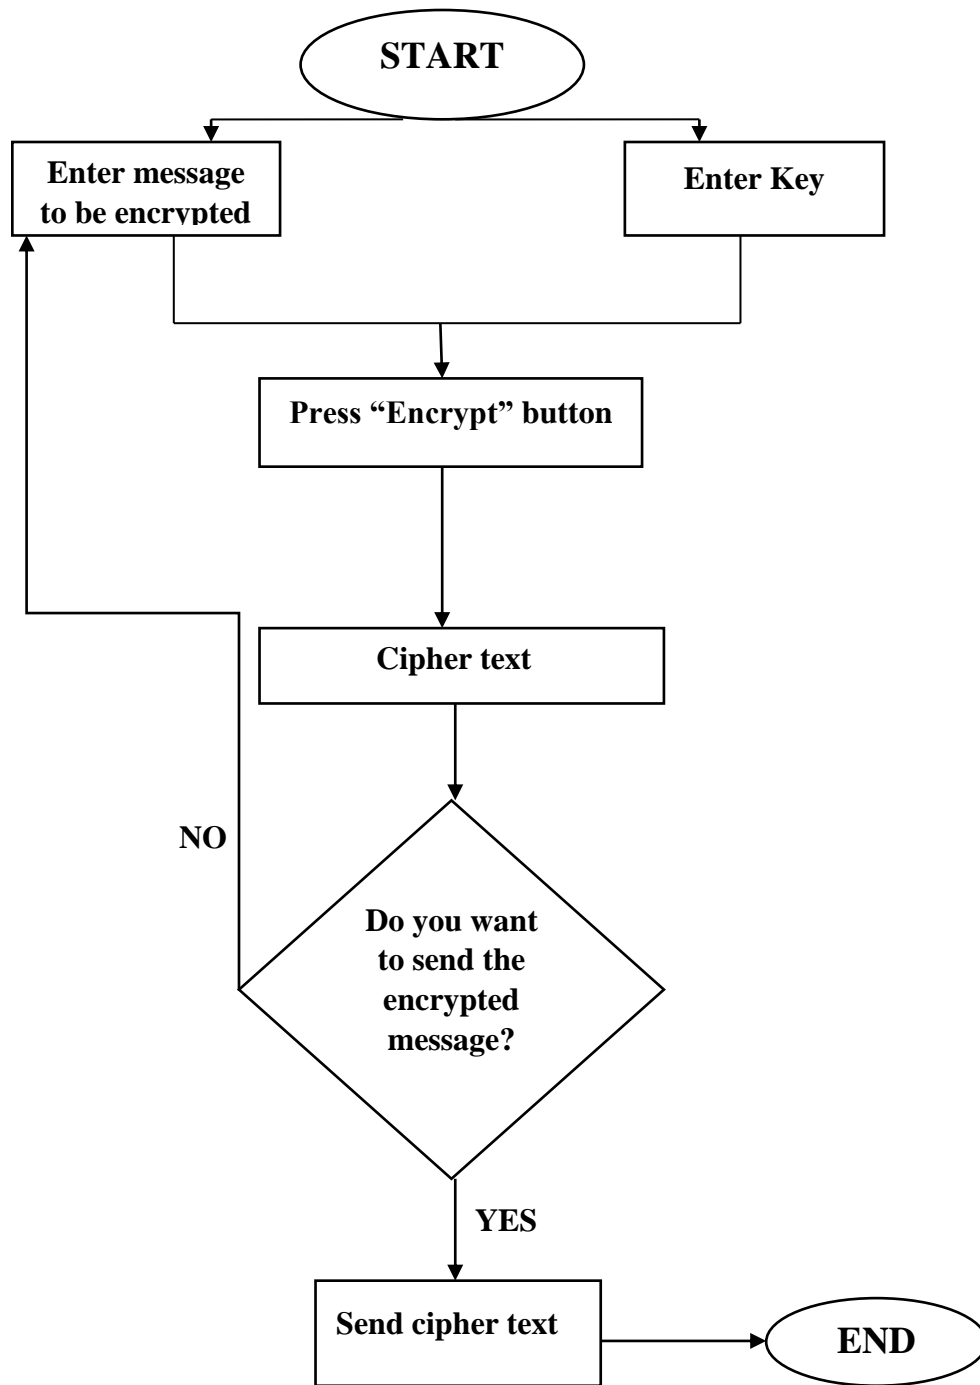 START
Enter message
to be encrypted
Enter Key
Press “Encrypt” button
Cipher text
NO
Do you want
to send the
encrypted
message?
YES
Send cipher text
END